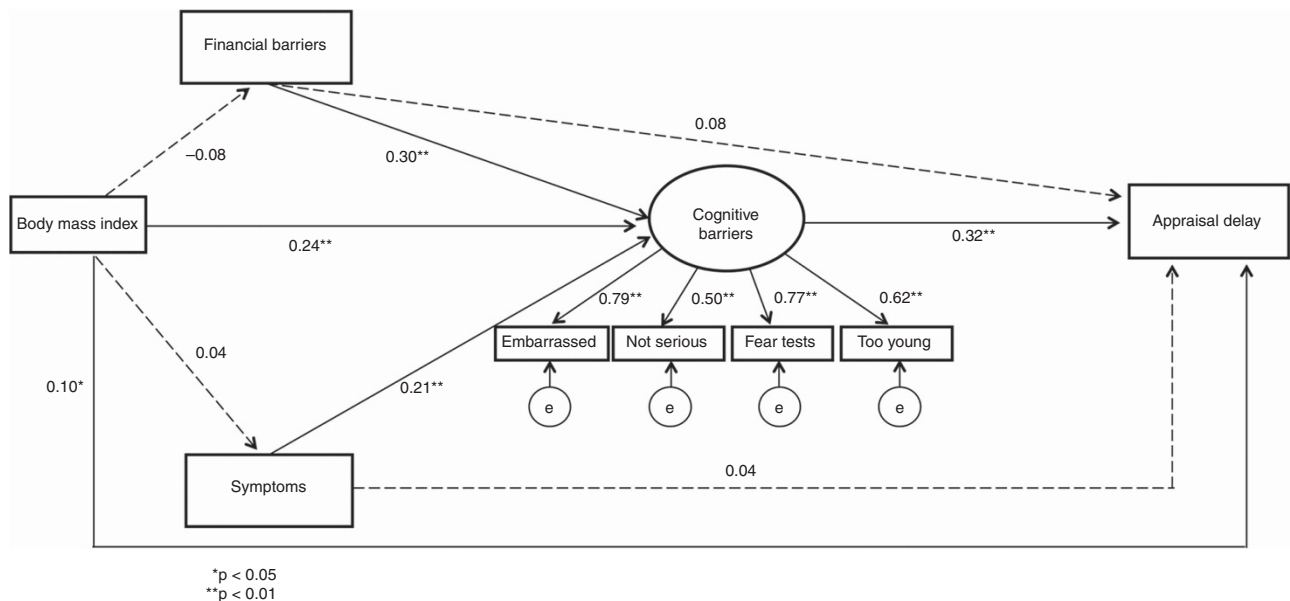 Financial barriers
0.08
–0.08
0.30**
Body mass index
Cognitive
barriers
Appraisal delay
0.24**
0.32**
0.79**
0.50**
0.77**
0.62**
Embarrassed
Not serious
Fear tests
Too young
0.04
0.10*
0.21**
e
e
e
e
Symptoms
0.04
*p < 0.05
**p < 0.01